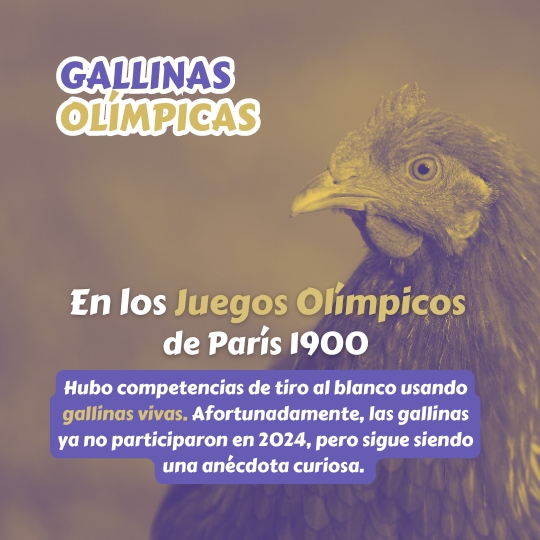 GALLINAS
OLÍMPICAS
En los Juegos Olímpicos
de París 1900
Hubo competencias de tiro al blanco usando
gallinas vivas. Afortunadamente, las gallinas
ya no participaron en 2024, pero sigue siendo
una anécdota curiosa.